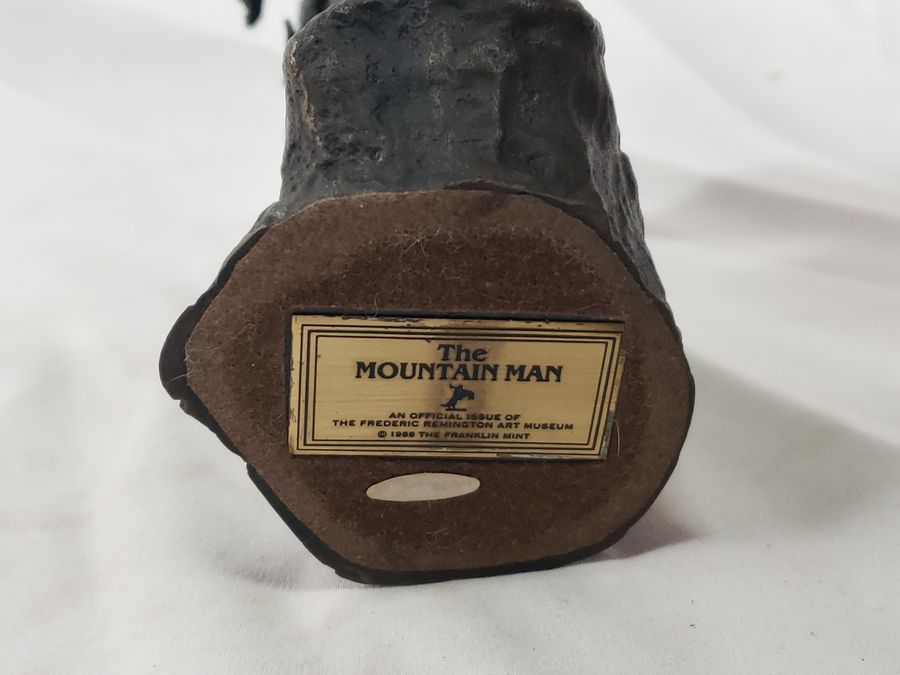 The
MOUNTAIN MAN
AN OFFICIAL ISSUE OF
THE FREDERIC REMINGTON ART MUSEUM
© 1988 THE FRANKLIN MINT